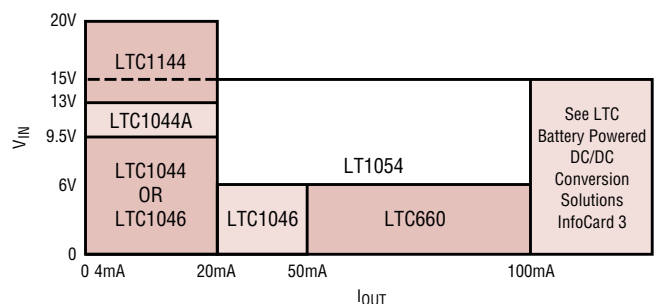 20V
LTC1144
15V
13V
LTC1044A
9.5V
V_IN
LTC1044
OR
LTC1046
6V
LT1054
LTC1046
LTC660
See LTC
Battery Powered
DC/DC
Conversion
Solutions
InfoCard 3
0
0 4mA 20mA 50mA 100mA
I_OUT